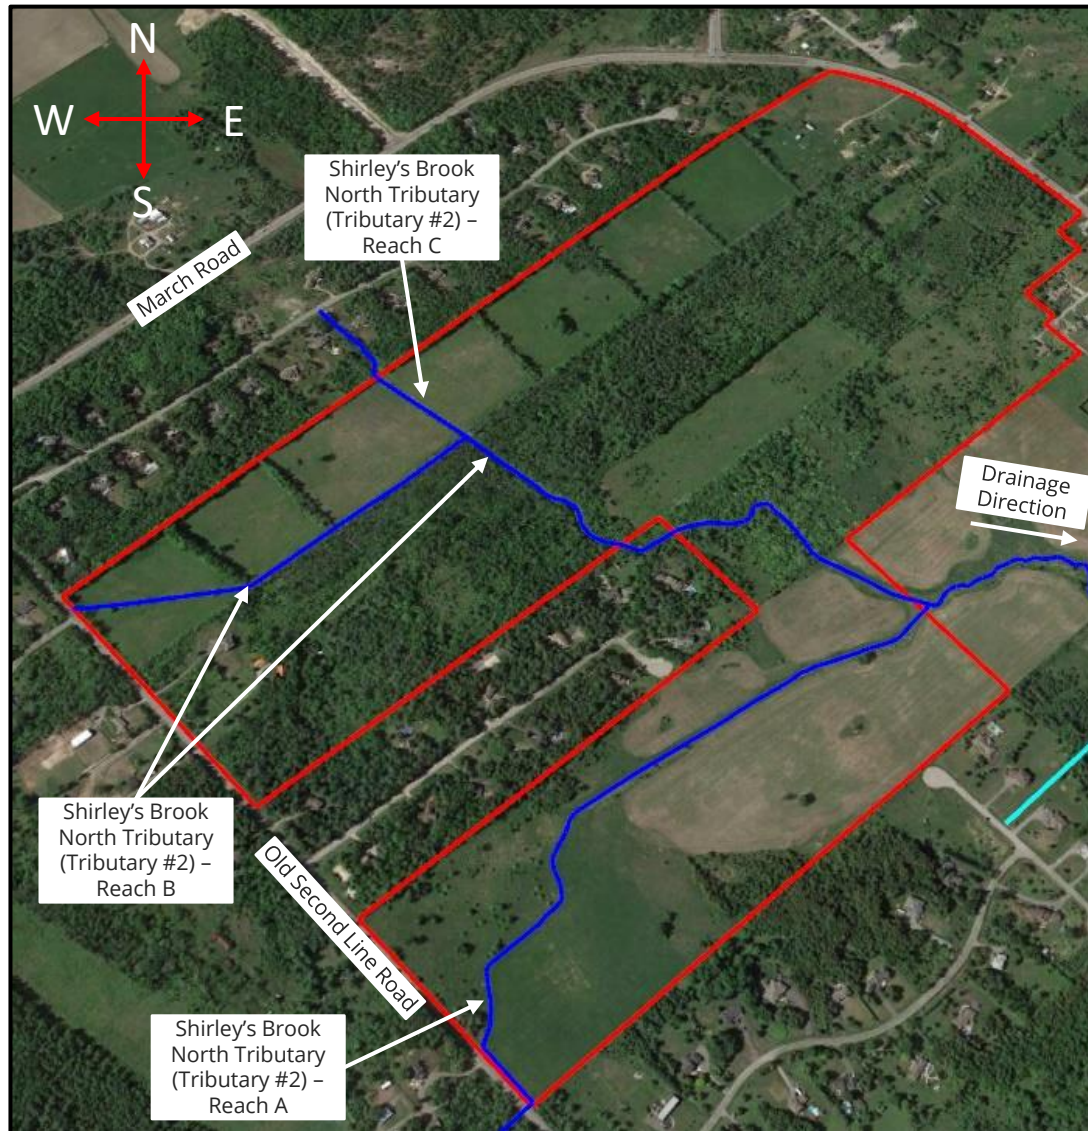 N
W
E
S
Shirley’s Brook
North Tributary
(Tributary #2) –
Reach C
March Road
Drainage
Direction
Shirley’s Brook
North Tributary
(Tributary #2) –
Reach B
Old Second Line Road
Shirley’s Brook
North Tributary
(Tributary #2) –
Reach A